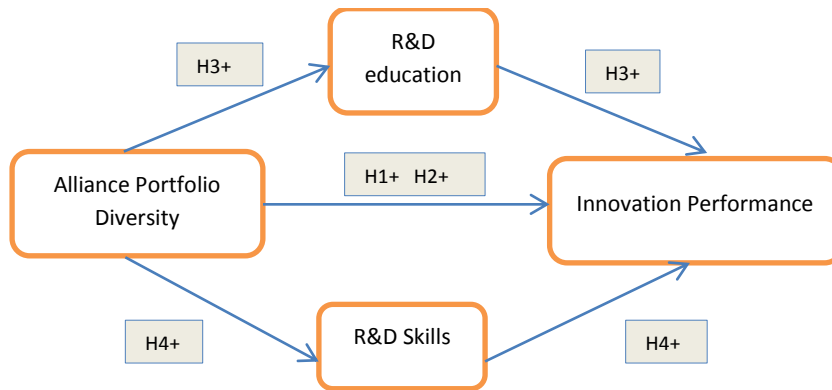 R&D
education
H3+
H3+
Alliance Portfolio
Diversity
H1+ H2+
Innovation Performance
R&D Skills
H4+
H4+